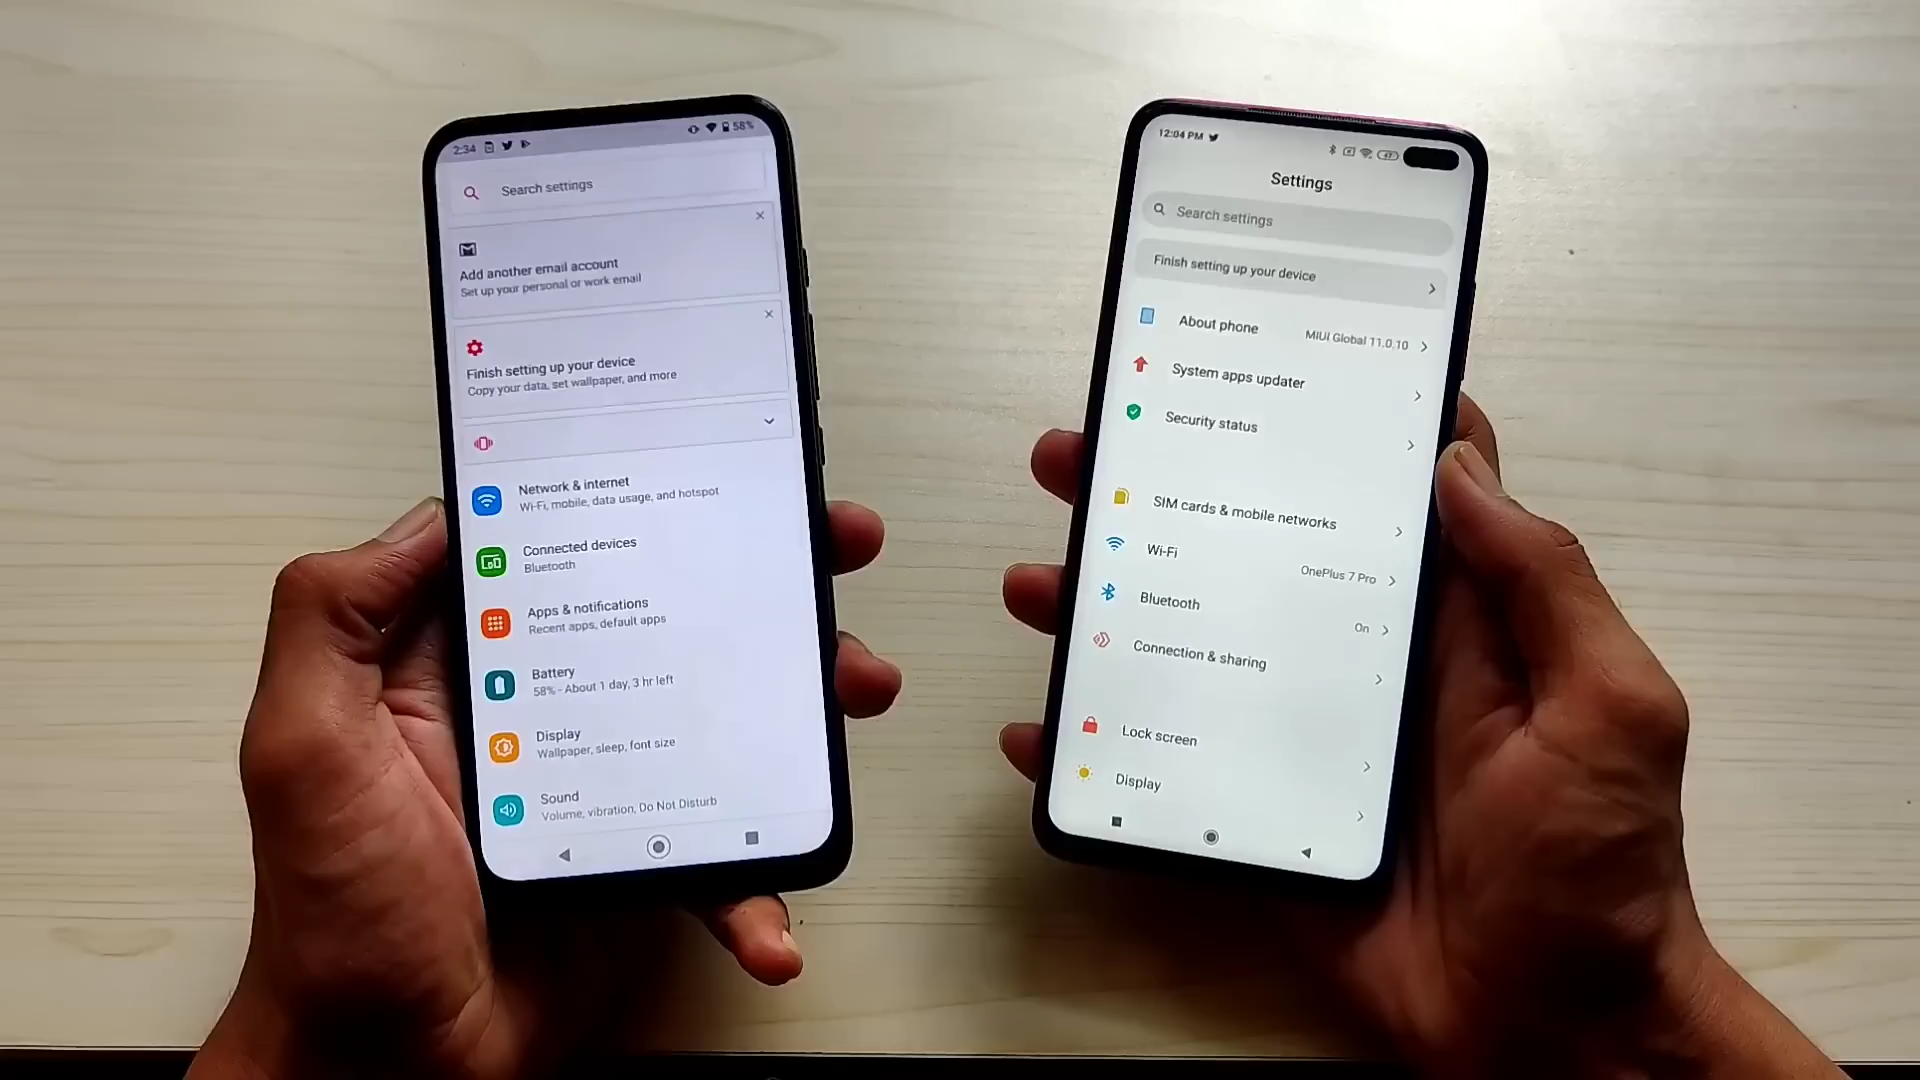 2:34
58%
Search settings
Add another email account
Set up your personal or work email
Finish setting up your device
Copy your data, set wallpaper, and more
Network & internet
Wi-Fi, mobile, data usage, and hotspot
Connected devices
Bluetooth
Apps & notifications
Recent apps, default apps
Battery
58% - About 1 day, 3 hr left
Display
Wallpaper, sleep, font size
Sound
Volume, vibration, Do Not Disturb
12:04 PM
Settings
Search settings
Finish setting up your device
About phone
MIUI Global 11.0.10
System apps updater
Security status
SIM cards & mobile networks
Wi-Fi
OnePlus 7 Pro
Bluetooth
On
Connection & sharing
Lock screen
Display